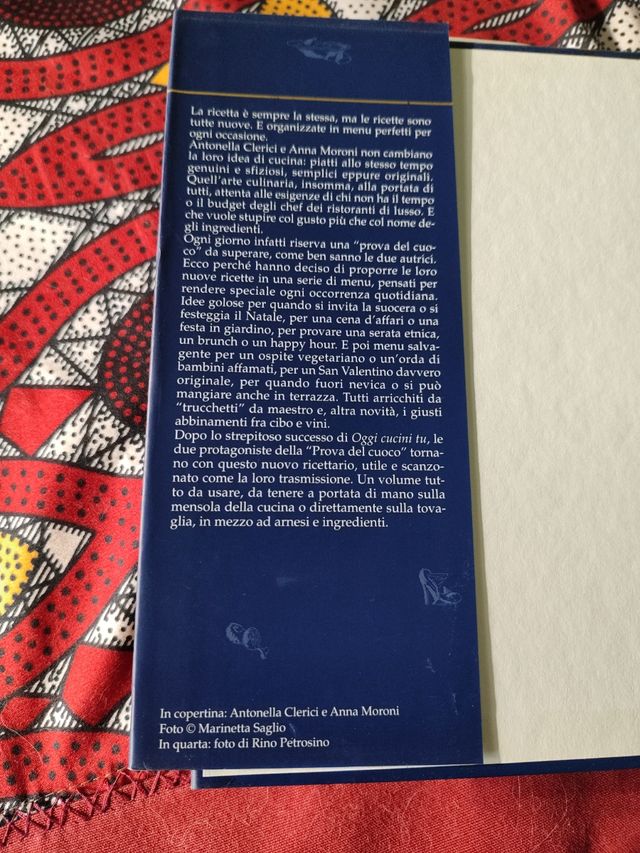 La ricetta è sempre la stessa, ma le ricette sono
tutte nuove. E organizzate in menu perfetti per
ogni occasione.
Antonella Clerici e Anna Moroni non cambiano
la loro idea di cucina: piatti allo stesso tempo
genuini e sfiziosi, semplici eppure originali.
Quell'arte culinaria, insomma, alla portata di
tutti, attenta alle esigenze di chi non ha il tempo
o il budget degli chef dei ristoranti di lusso. E
che vuole stupire col gusto più che col nome de-
gli ingredienti.
Ogni giorno infatti riserva una "prova del cuo-
co" da superare, come ben sanno le due autrici.
Ecco perché hanno deciso di proporre le loro
nuove ricette in una serie di menu, pensati per
rendere speciale ogni occorrenza quotidiana.
Idee golose per quando si invita la suocera o si
festeggia il Natale, per una cena d'affari o una
festa in giardino, per provare una serata etnica,
un brunch o un happy hour. E poi menu salva-
gente per un ospite vegetariano o un'orda di
bambini affamati, per un San Valentino davvero
originale, per quando fuori nevica o si può
mangiare anche in terrazza. Tutti arricchiti da
"trucchetti" da maestro e, altra novità, i giusti
abbinamenti fra cibo e vini.
Dopo lo strepitoso successo di Oggi cucini tu, le
due protagoniste della "Prova del cuoco" torna-
no con questo nuovo ricettario, utile e scanzo-
nato come la loro trasmissione. Un volume tut-
to da usare, da tenere a portata di mano sulla
mensola della cucina o direttamente sulla tova-
glia, in mezzo ad arnesi e ingredienti.
In copertina: Antonella Clerici e Anna Moroni
Foto © Marinetta Saglio
In quarta: foto di Rino Petrosino